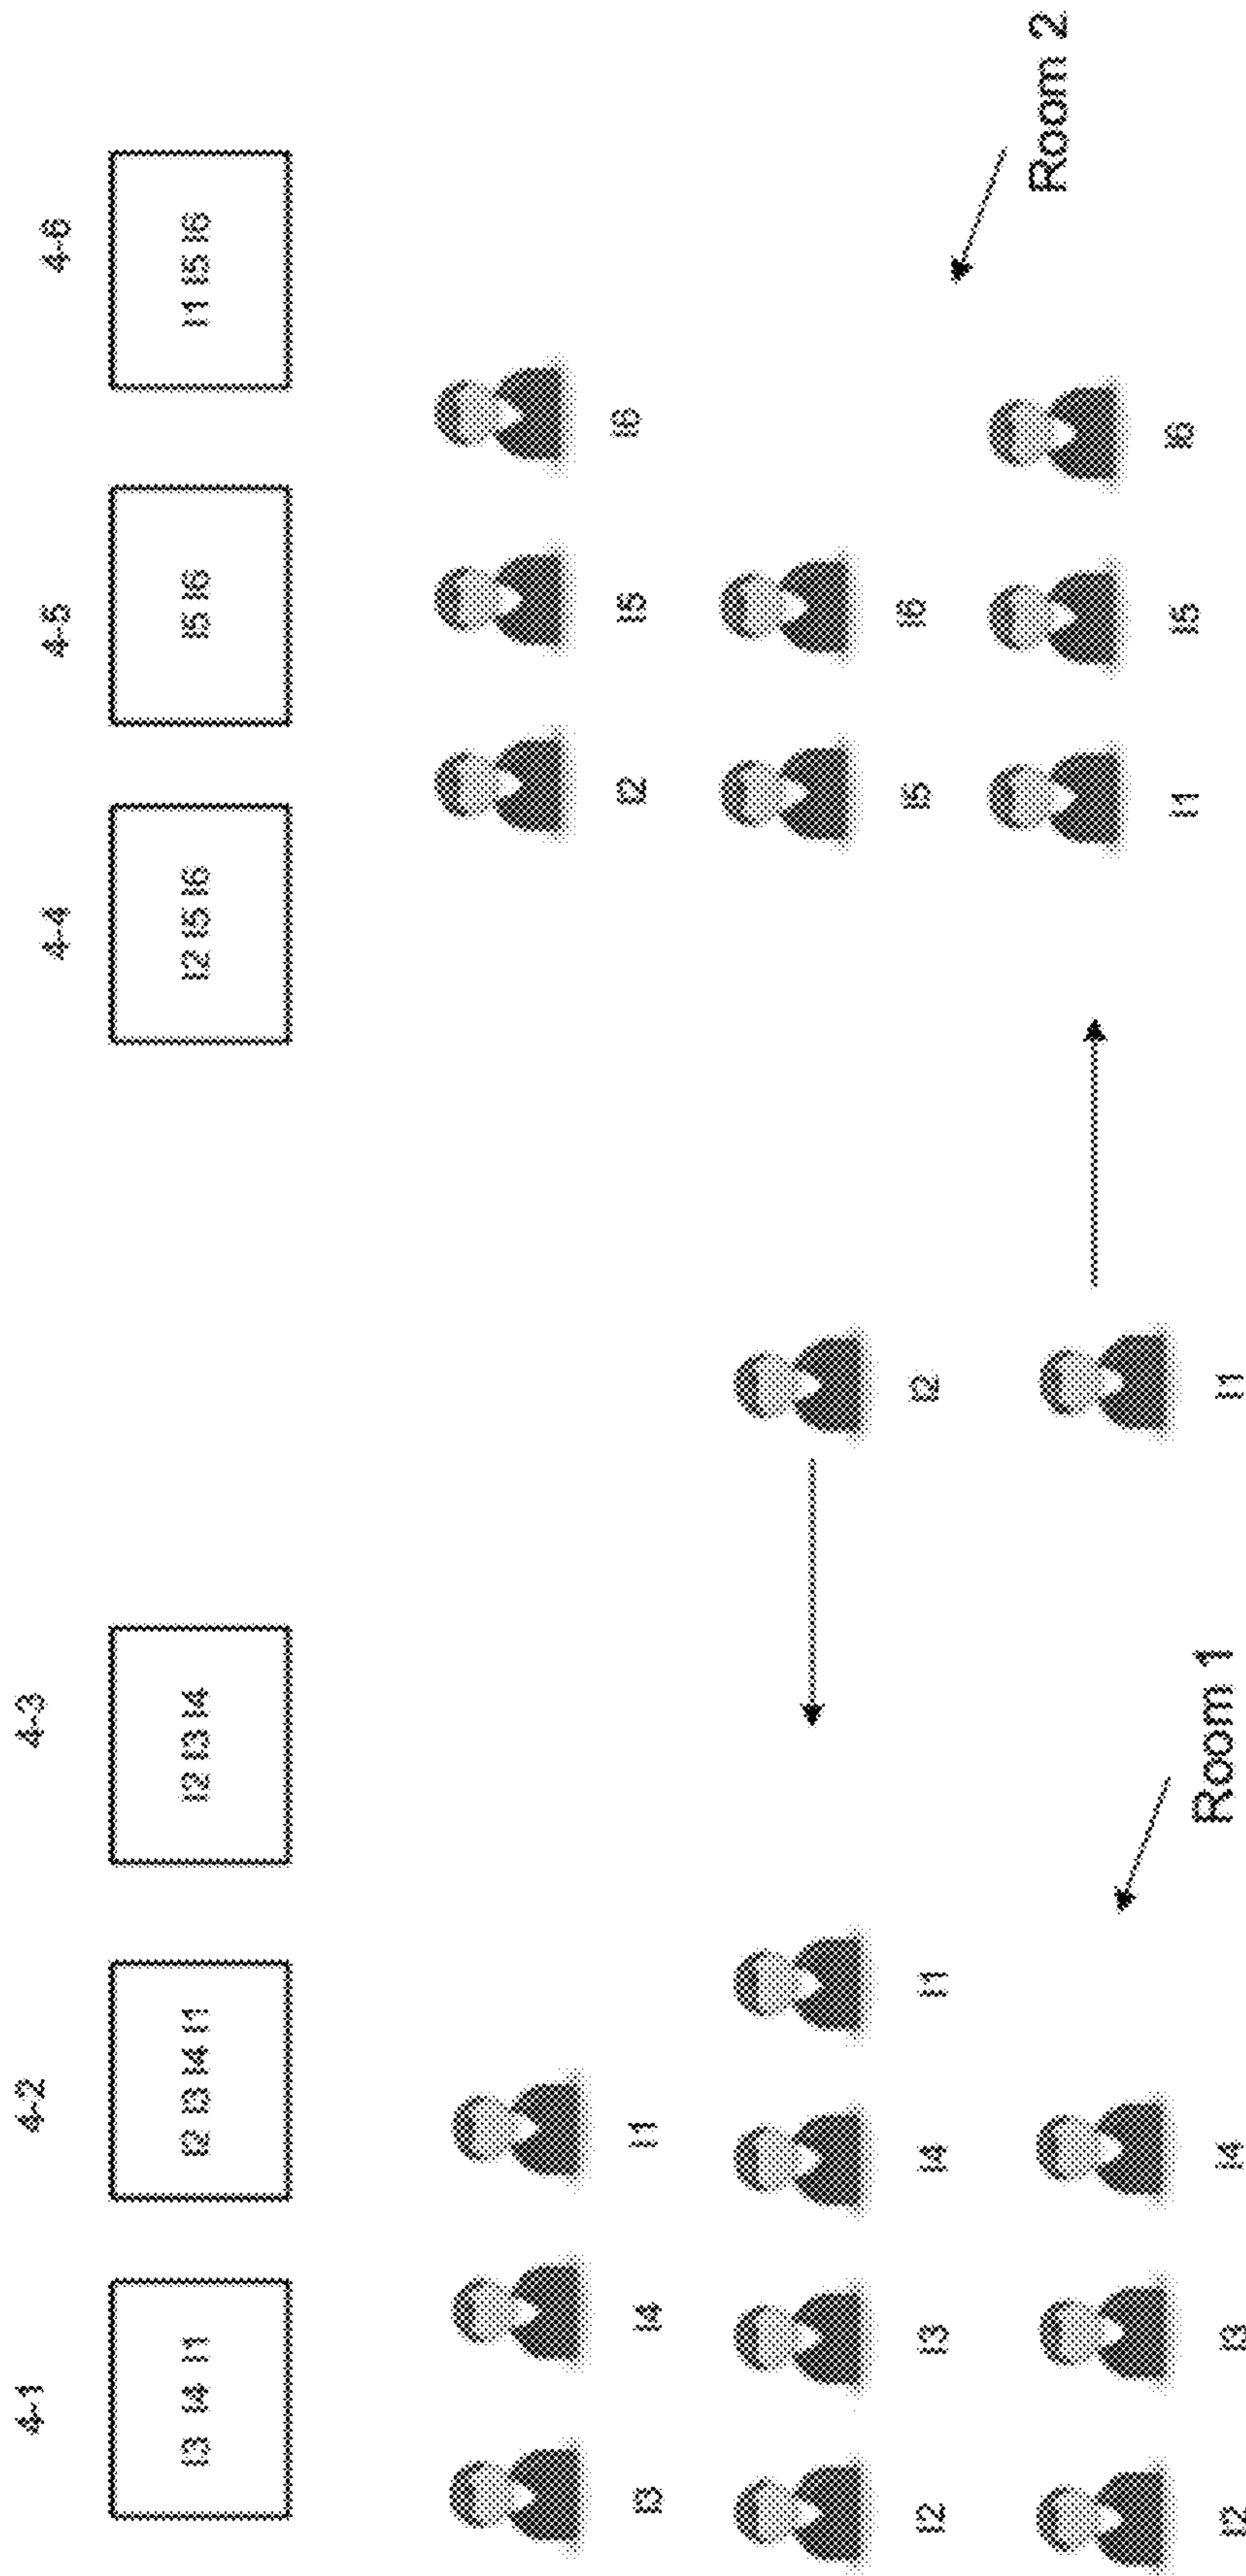 4-1 4-2 4-3 4-4 4-5 4-6
I3 I4 I1
I2 I3 I4 I1
I2 I3 I4
I2 I5 I6
I5 I6
I1 I5 I6
I3 I4 I1 I2 I5 I6
I2 I3 I4 I1 I2 I5 I6
Room 2
I2 I3 I4 I1 I1 I5 I6
Room 1